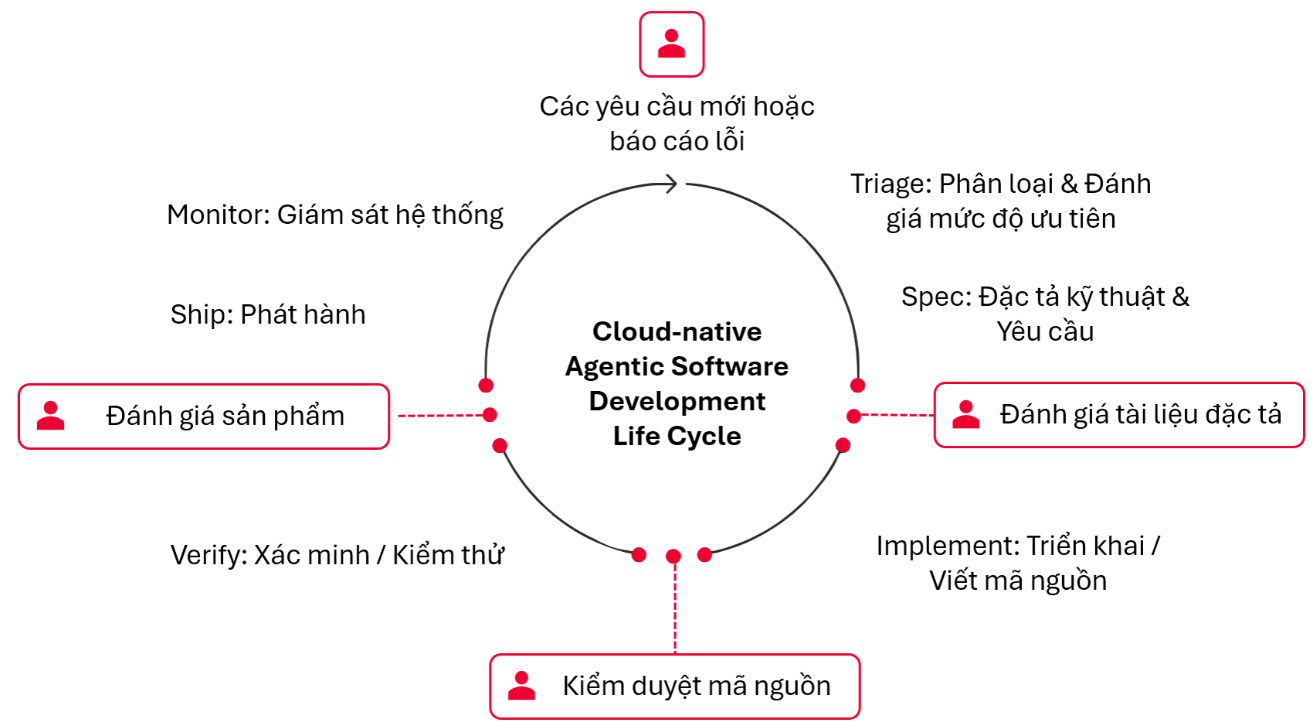 Các yêu cầu mới hoặc
báo cáo lỗi
Triage: Phân loại & Đánh
giá mức độ ưu tiên
Monitor: Giám sát hệ thống
Spec: Đặc tả kỹ thuật &
Yêu cầu
Ship: Phát hành
Cloud-native
Agentic Software
Development
Life Cycle
Đánh giá sản phẩm
Đánh giá tài liệu đặc tả
Verify: Xác minh / Kiểm thử
Implement: Triển khai /
Viết mã nguồn
Kiểm duyệt mã nguồn